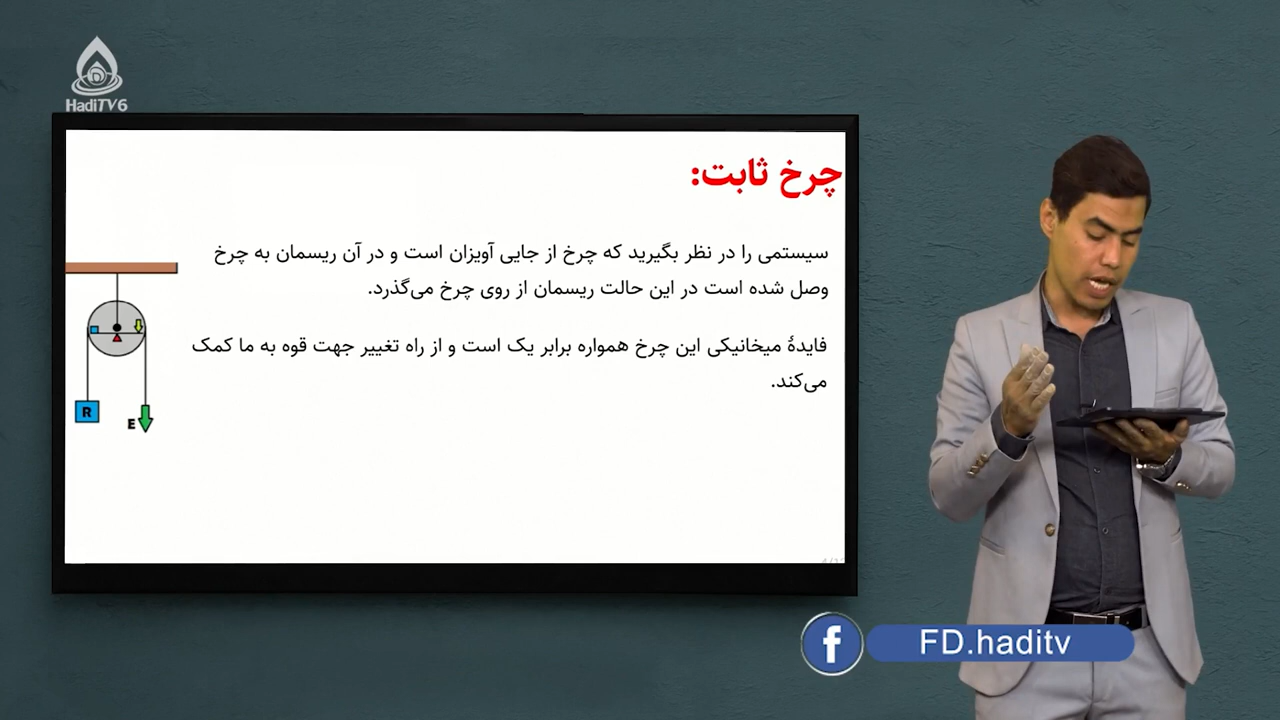 HadiTV6
چرخ ثابت:
سیستمی را در نظر بگیرید که چرخ از جایی آویزان است و در آن ریسمان به چرخ
وصل شده است در این حالت ریسمان از روی چرخ می‌گذرد.
فایدۀ میخانیکی این چرخ همواره برابر یک است و از راه تغییر جهت قوه به ما کمک
می‌کند.
R
E
f FD.haditv